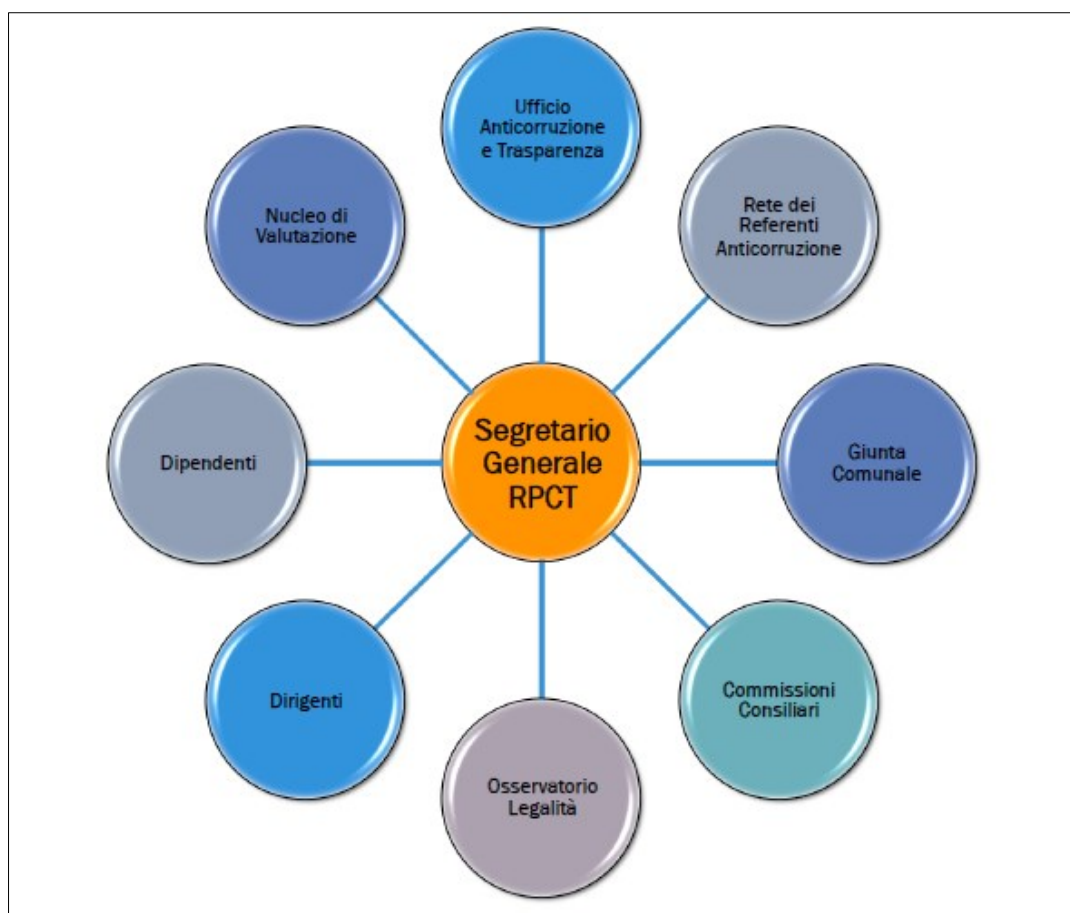 Ufficio
Anticorruzione
e Trasparenza
Rete dei
Referenti
Anticorruzione
Giunta
Comunale
Commissioni
Consiliari
Osservatorio
Legalità
Dirigenti
Dipendenti
Nucleo di
Valutazione
Segretario
Generale
RPCT